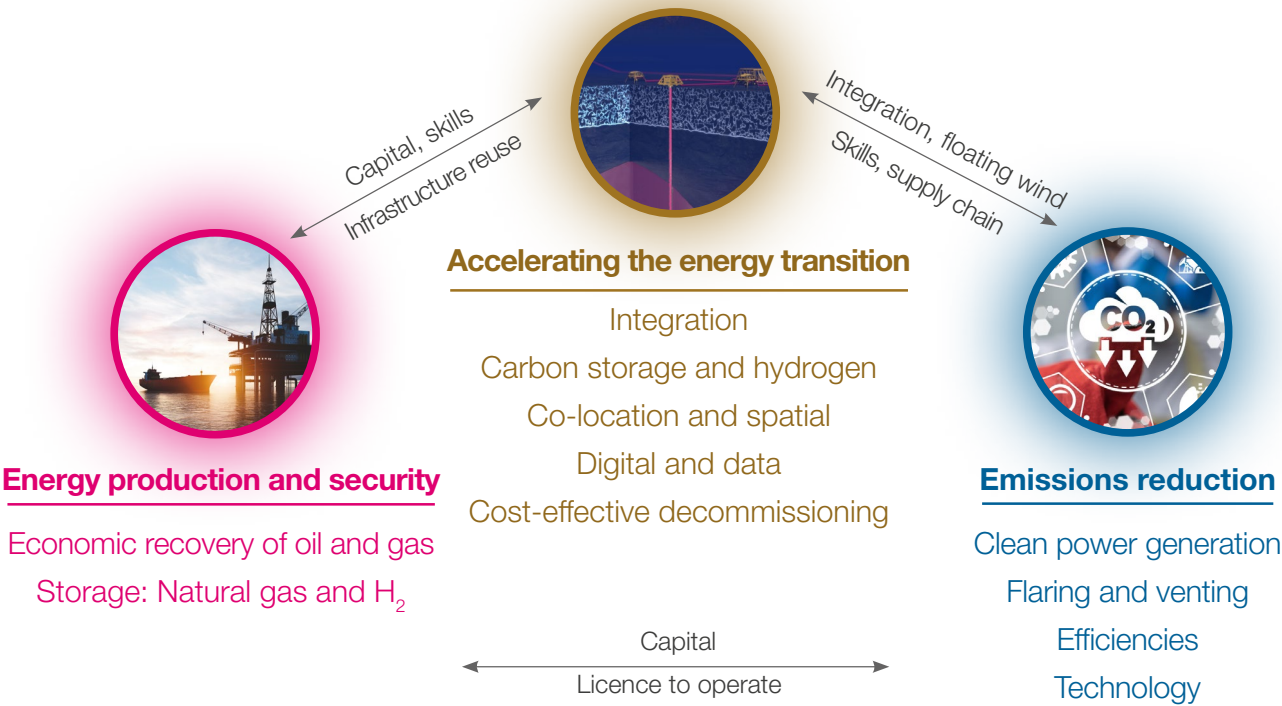 Capital, skills
Infrastructure reuse
Integration, floating wind
Skills, supply chain
CO2
Accelerating the energy transition
Integration
Carbon storage and hydrogen
Co-location and spatial
Digital and data
Cost-effective decommissioning
Energy production and security
Economic recovery of oil and gas
Storage: Natural gas and H2
Emissions reduction
Clean power generation
Flaring and venting
Efficiencies
Technology
Capital
Licence to operate